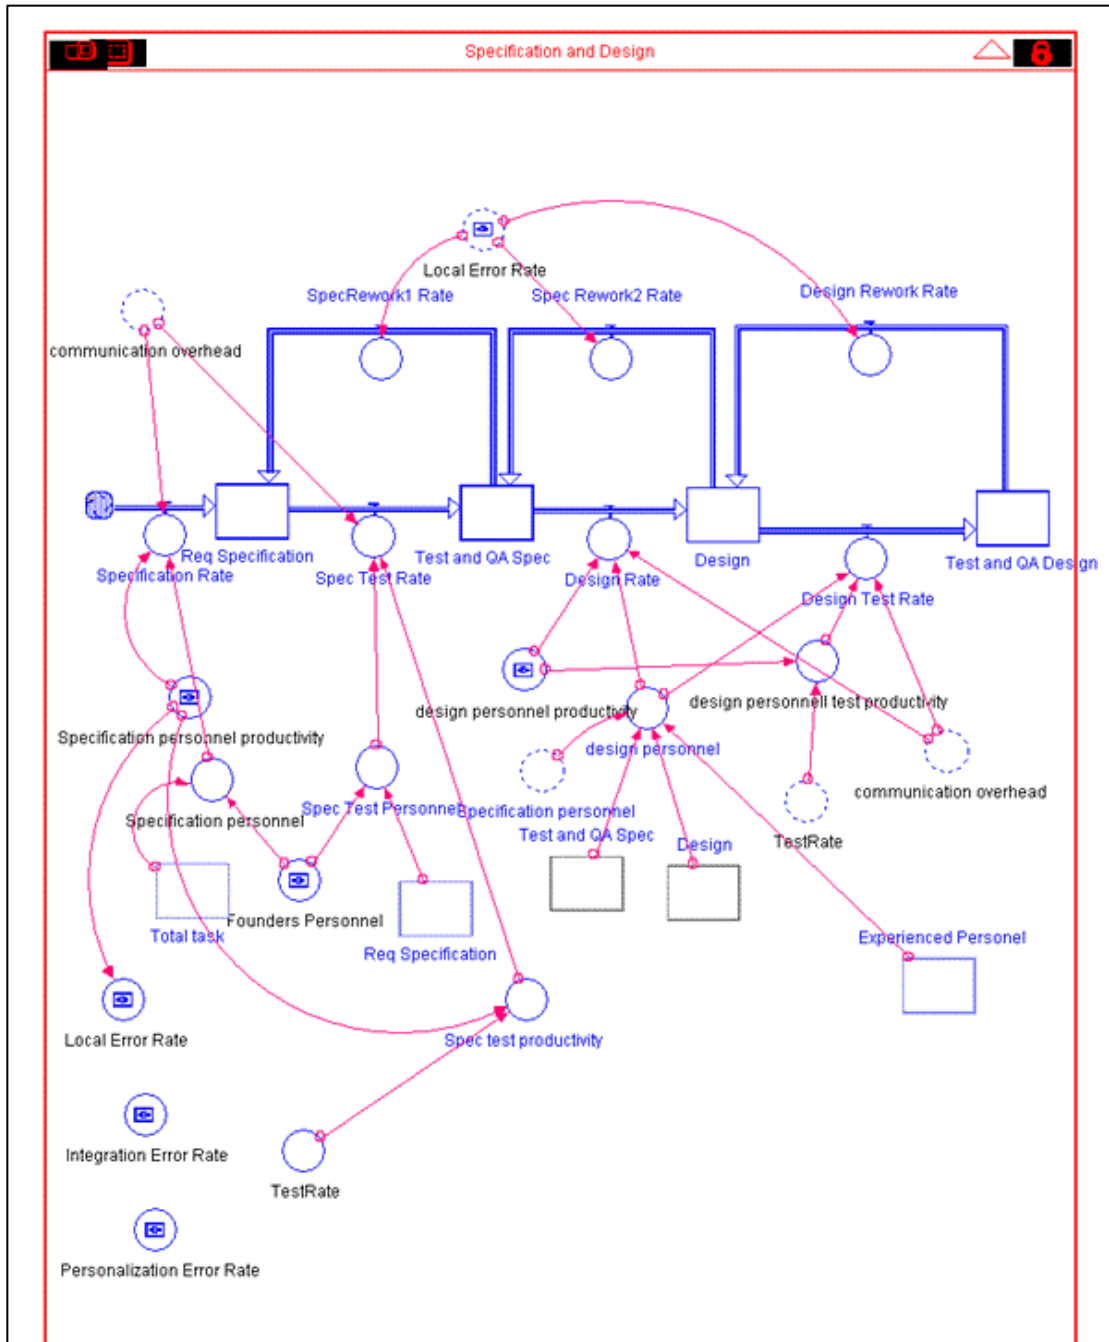 Specification and Design
Local Error Rate
SpecRework1 Rate
Spec Rework2 Rate
Design Rework Rate
communication overhead
Req Specification
Test and QA Spec
Design
Test and QA Design
Specification Rate
Spec Test Rate
Design Rate
Design Test Rate
design personnel productivity
design personnell test productivity
Specification personnel productivity
design personnel
communication overhead
Specification personnel
Spec Test Personnel
Specification personnel
Test and QA Spec
Design
TestRate
Founders Personnel
Total task
Req Specification
Experienced Personel
Local Error Rate
Spec test productivity
Integration Error Rate
TestRate
Personalization Error Rate